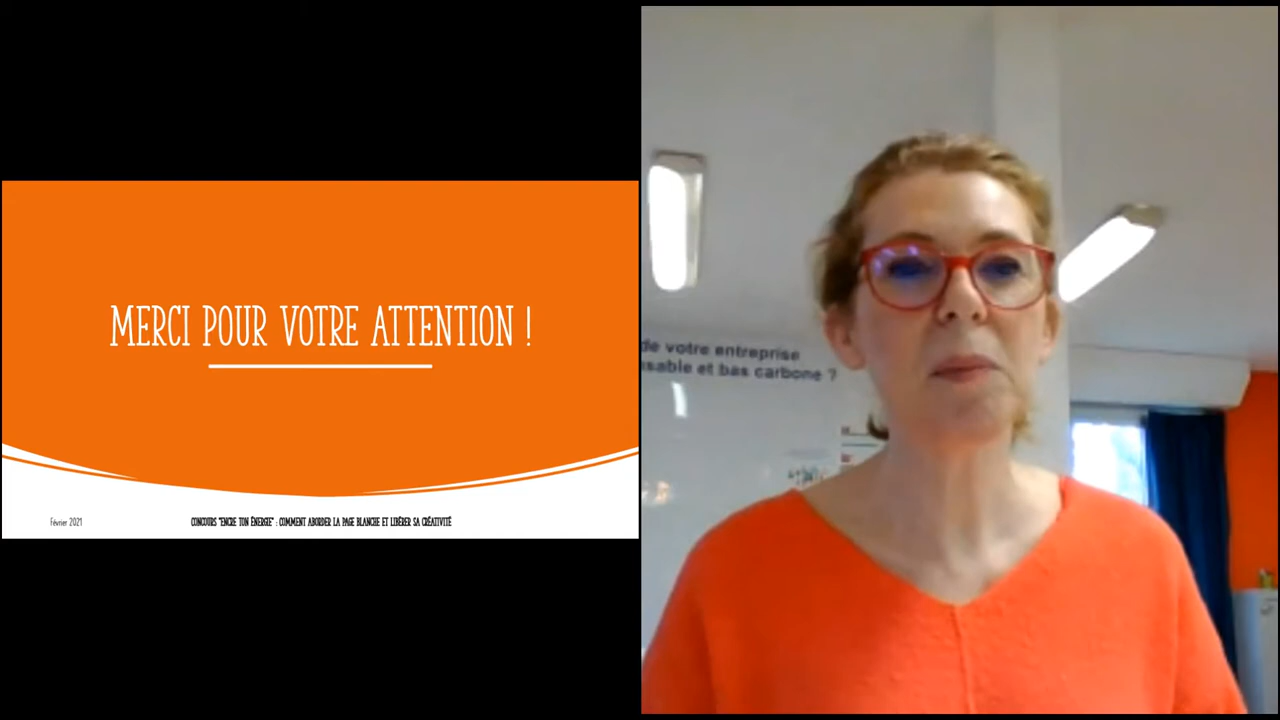 MERCI POUR VOTRE ATTENTION !
Février 2021
CONCOURS "ENCRE TON ÉNERGIE" : COMMENT ABORDER LA PAGE BLANCHE ET LIBÉRER SA CRÉATIVITÉ
de votre entreprise
sable et bas carbone ?